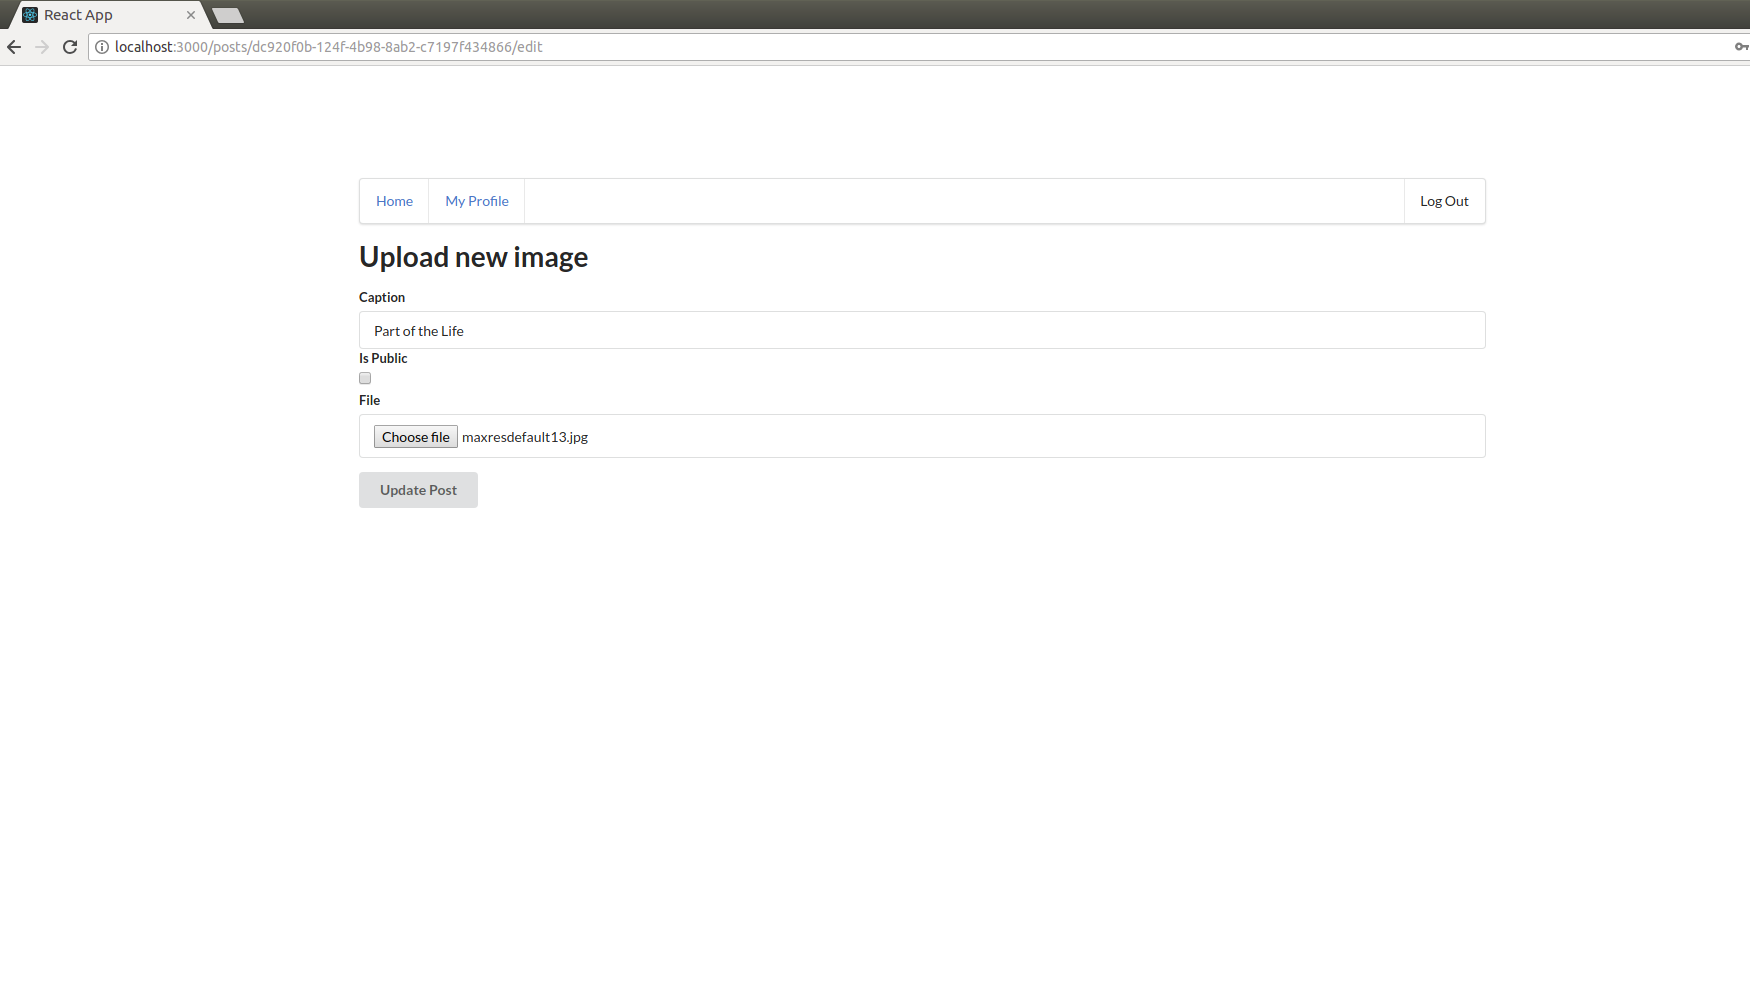 React App
localhost:3000/posts/dc920f0b-124f-4b98-8ab2-c7197f434866/edit
Home My Profile Log Out
Upload new image
Caption
Part of the Life
Is Public
File
Choose file maxresdefault13.jpg
Update Post